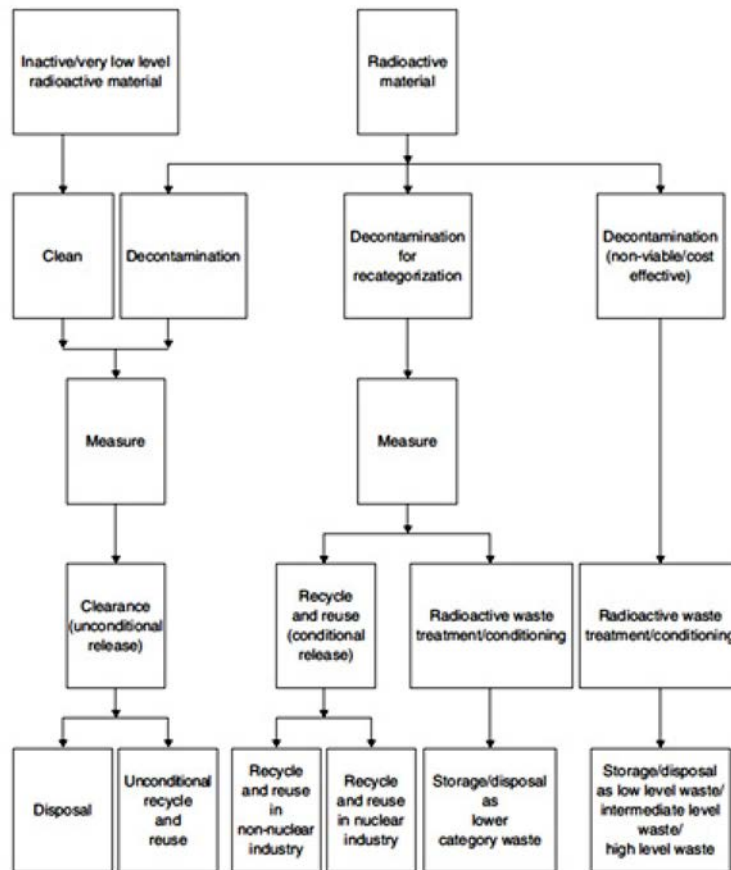 Inactive/very low level
radioactive material
Radioactive
material
Clean
Decontamination
Decontamination
for
recategorization
Decontamination
(non-viable/cost
effective)
Measure
Measure
Clearance
(unconditional
release)
Recycle
and reuse
(conditional
release)
Radioactive waste
treatment/conditioning
Radioactive waste
treatment/conditioning
Disposal
Unconditional
recycle
and
reuse
Recycle
and reuse
in
non-nuclear
industry
Recycle
and reuse
in nuclear
industry
Storage/disposal
as
lower
category waste
Storage/disposal
as low level waste/
intermediate level
waste/
high level waste